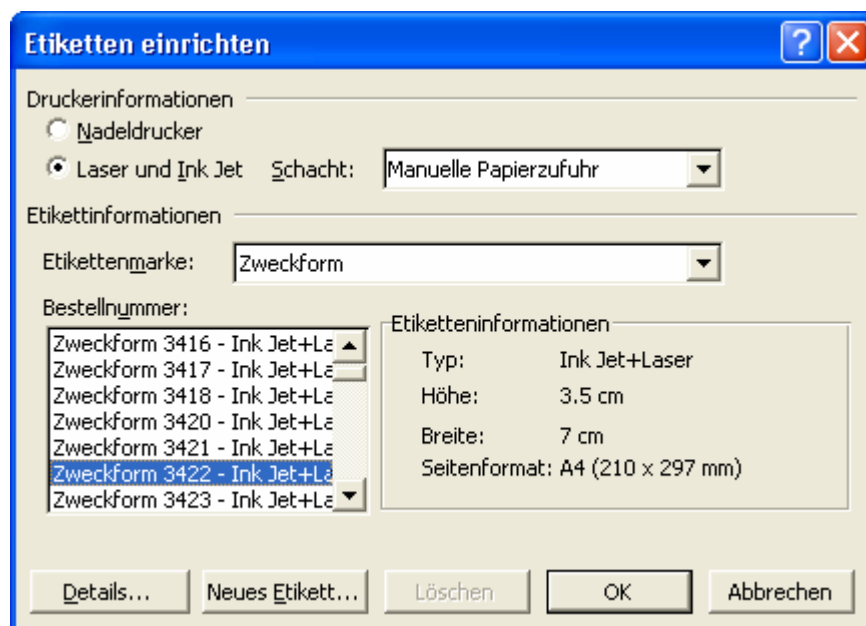 Etiketten einrichten
Druckerinformationen
Nadeldrucker
Laser und Ink Jet Schacht: Manuelle Papierzufuhr
Etikettinformationen
Etikettenmarke: Zweckform
Bestellnummer:
Zweckform 3416 - Ink Jet+La
Zweckform 3417 - Ink Jet+La
Zweckform 3418 - Ink Jet+La
Zweckform 3420 - Ink Jet+La
Zweckform 3421 - Ink Jet+La
Zweckform 3422 - Ink Jet+La
Zweckform 3423 - Ink Jet+La
Etiketteninformationen
Typ: Ink Jet+Laser
Höhe: 3.5 cm
Breite: 7 cm
Seitenformat: A4 (210 x 297 mm)
Details... Neues Etikett... Löschen OK Abbrechen